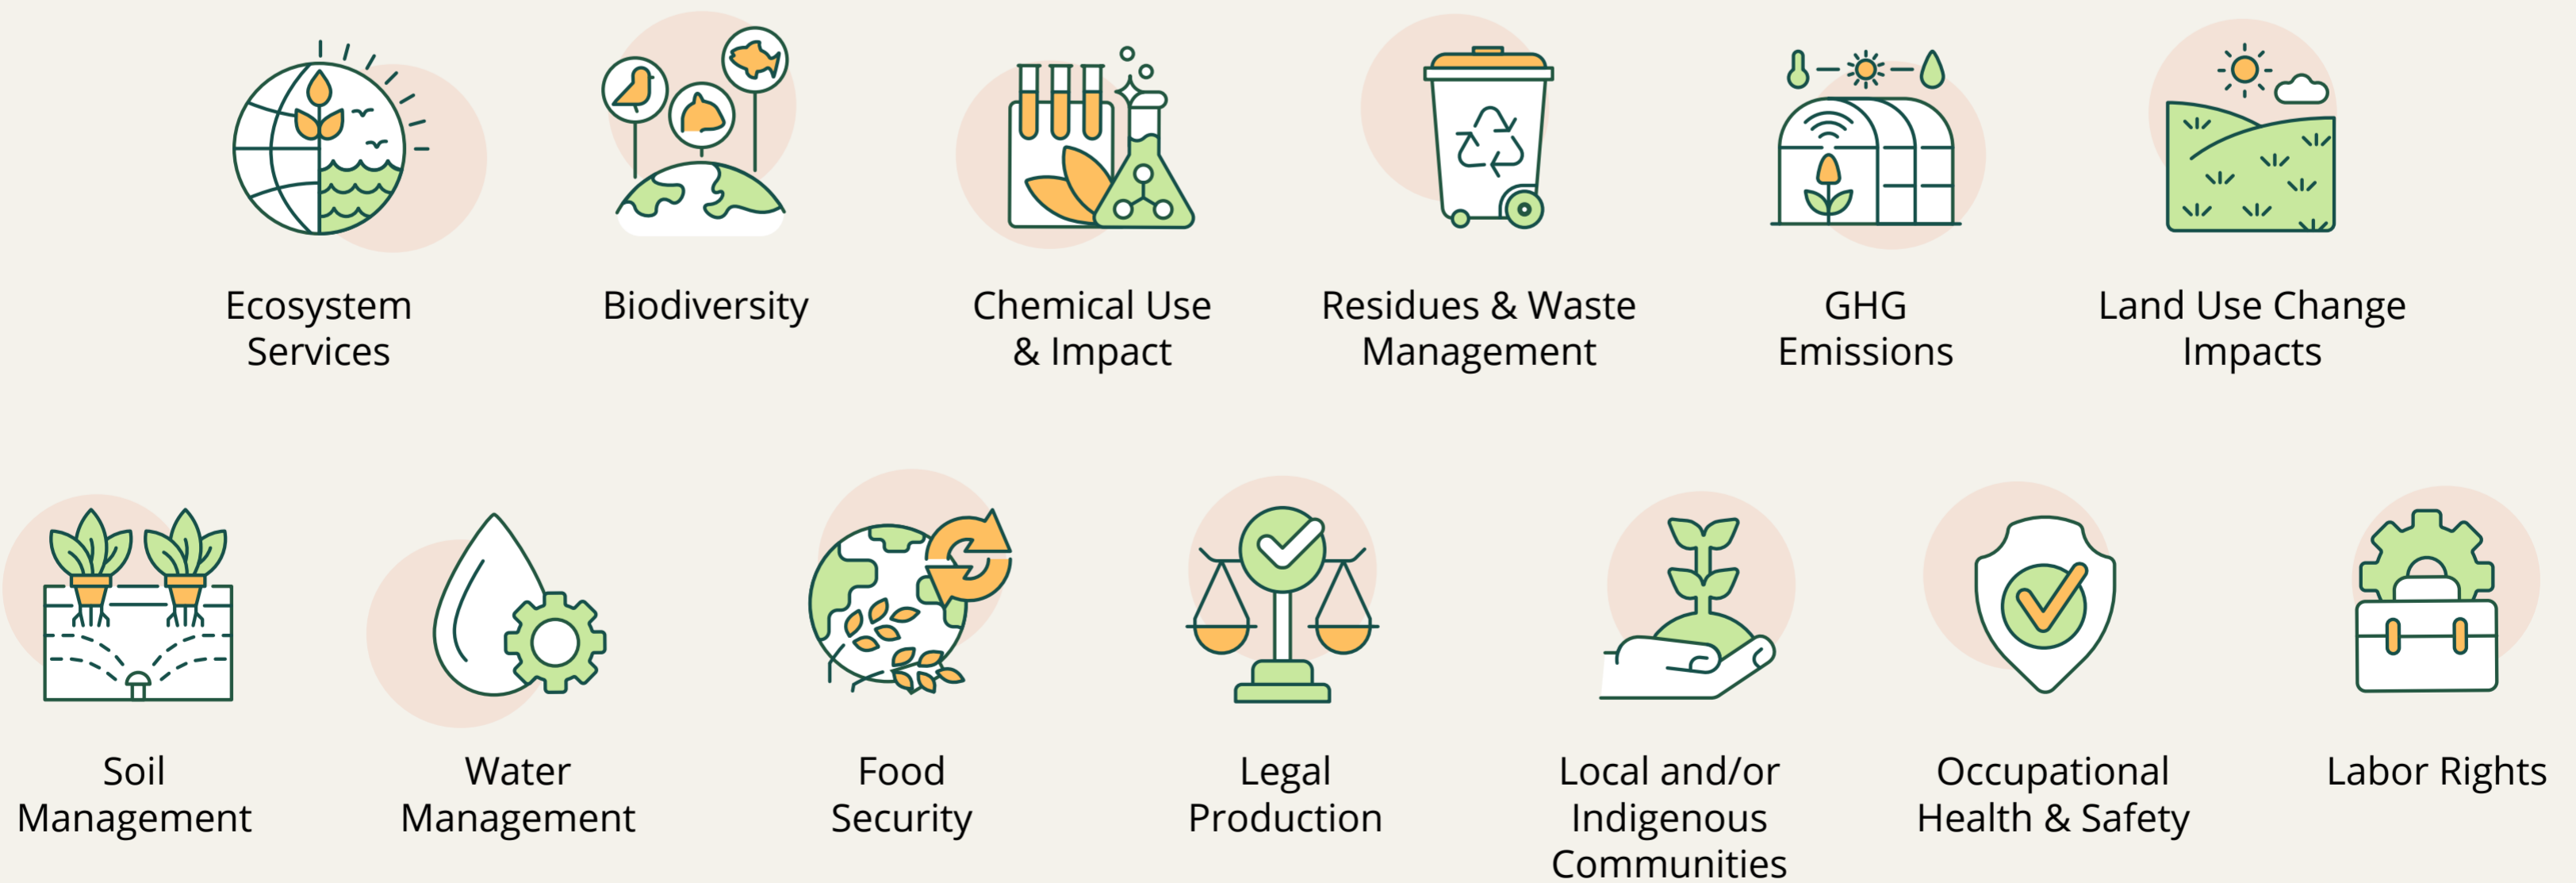 Ecosystem
Services
Biodiversity
Chemical Use
& Impact
Residues & Waste
Management
GHG
Emissions
Land Use Change
Impacts
Soil
Management
Water
Management
Food
Security
Legal
Production
Local and/or
Indigenous
Communities
Occupational
Health & Safety
Labor Rights